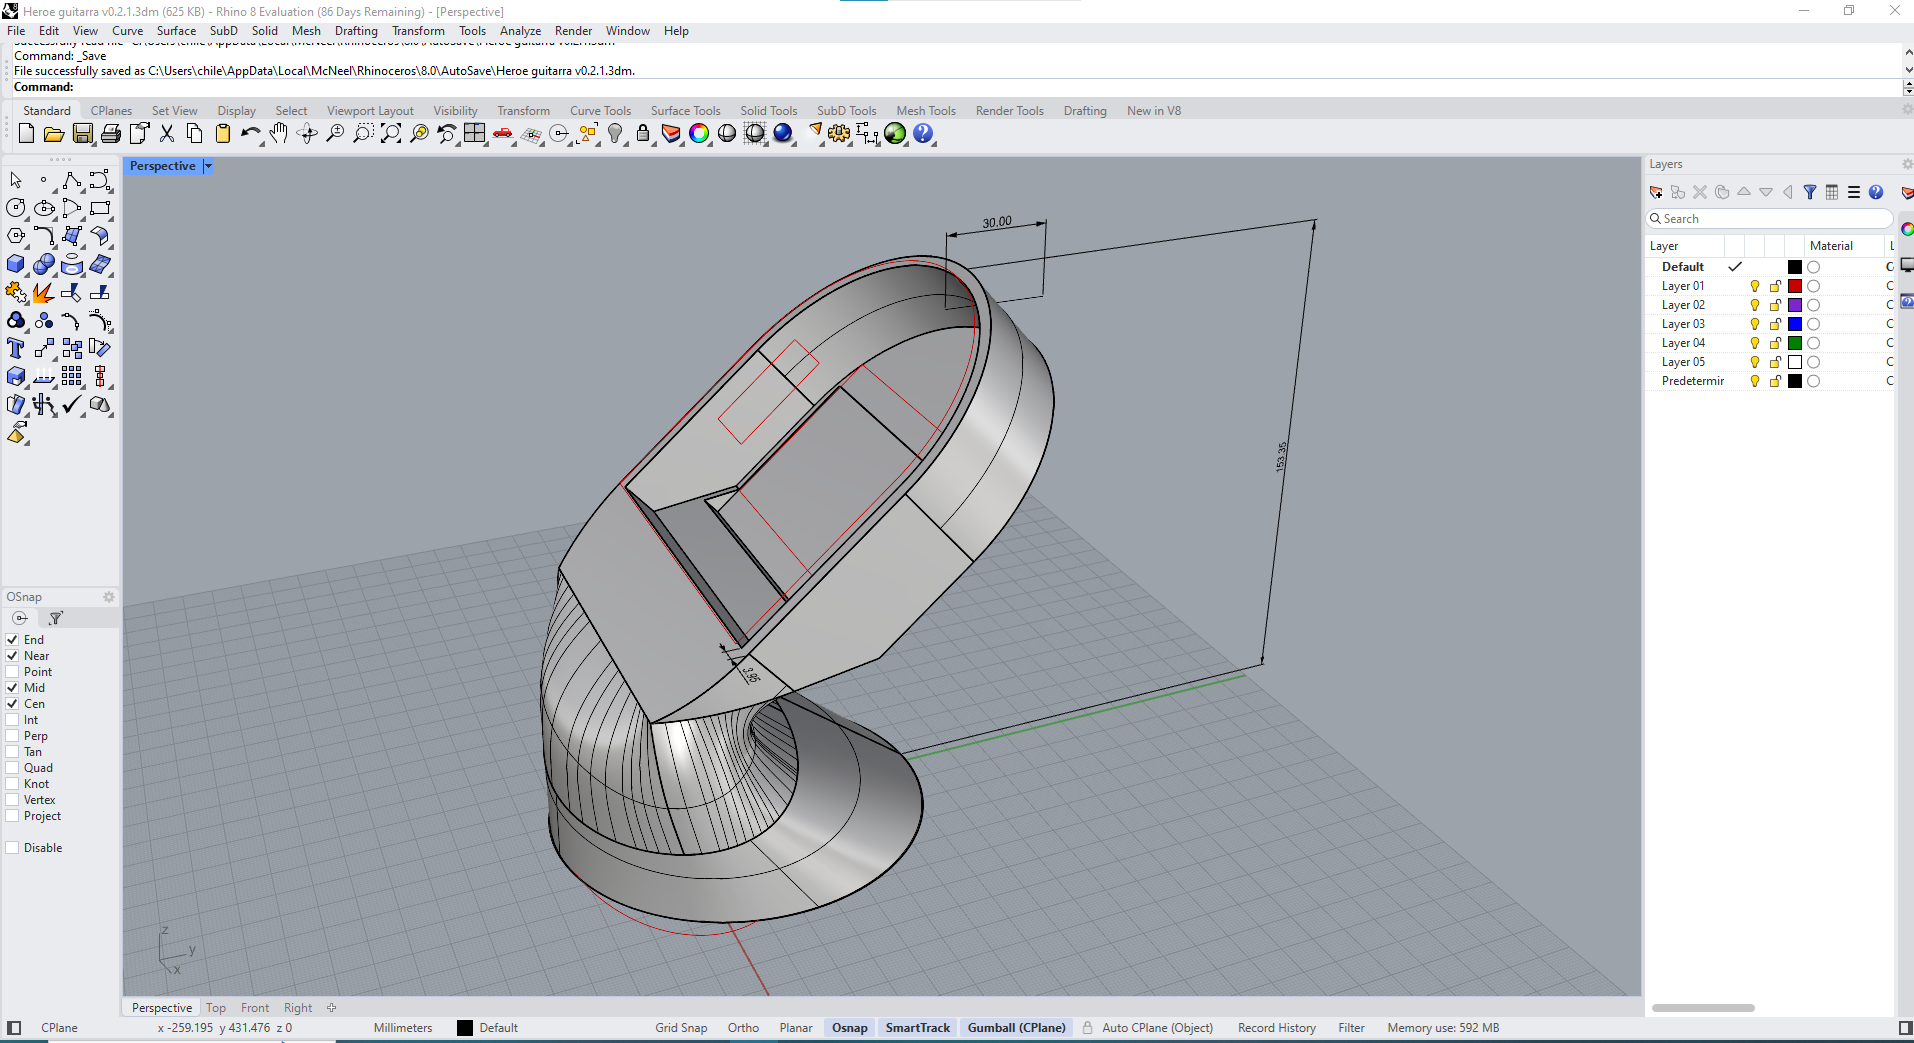 Heroe guitarra v0.2.1.3dm (625 KB) - Rhino 8 Evaluation (86 Days Remaining) - [Perspective]
File Edit View Curve Surface SubD Solid Mesh Drafting Transform Tools Analyze Render Window Help
Command: _Save
File successfully saved as C:\Users\chile\AppData\Local\McNeel\Rhinoceros\8.0\AutoSave\Heroe guitarra v0.2.1.3dm.
Command:
Standard CPlanes Set View Display Select Viewport Layout Visibility Transform Curve Tools Surface Tools Solid Tools SubD Tools Mesh Tools Render Tools Drafting New in V8
Perspective
30.00
153.35
3.95
z
y
x
OSnap
End
Near
Point
Mid
Cen
Int
Perp
Tan
Quad
Knot
Vertex
Project
Disable
Layers
Search
Layer Material L
Default C
Layer 01 C
Layer 02 C
Layer 03 C
Layer 04 C
Layer 05 C
Predetermir C
Perspective Top Front Right
CPlane x -259.195 y 431.476 z 0 Millimeters Default Grid Snap Ortho Planar Osnap SmartTrack Gumball (CPlane) Auto CPlane (Object) Record History Filter Memory use: 592 MB